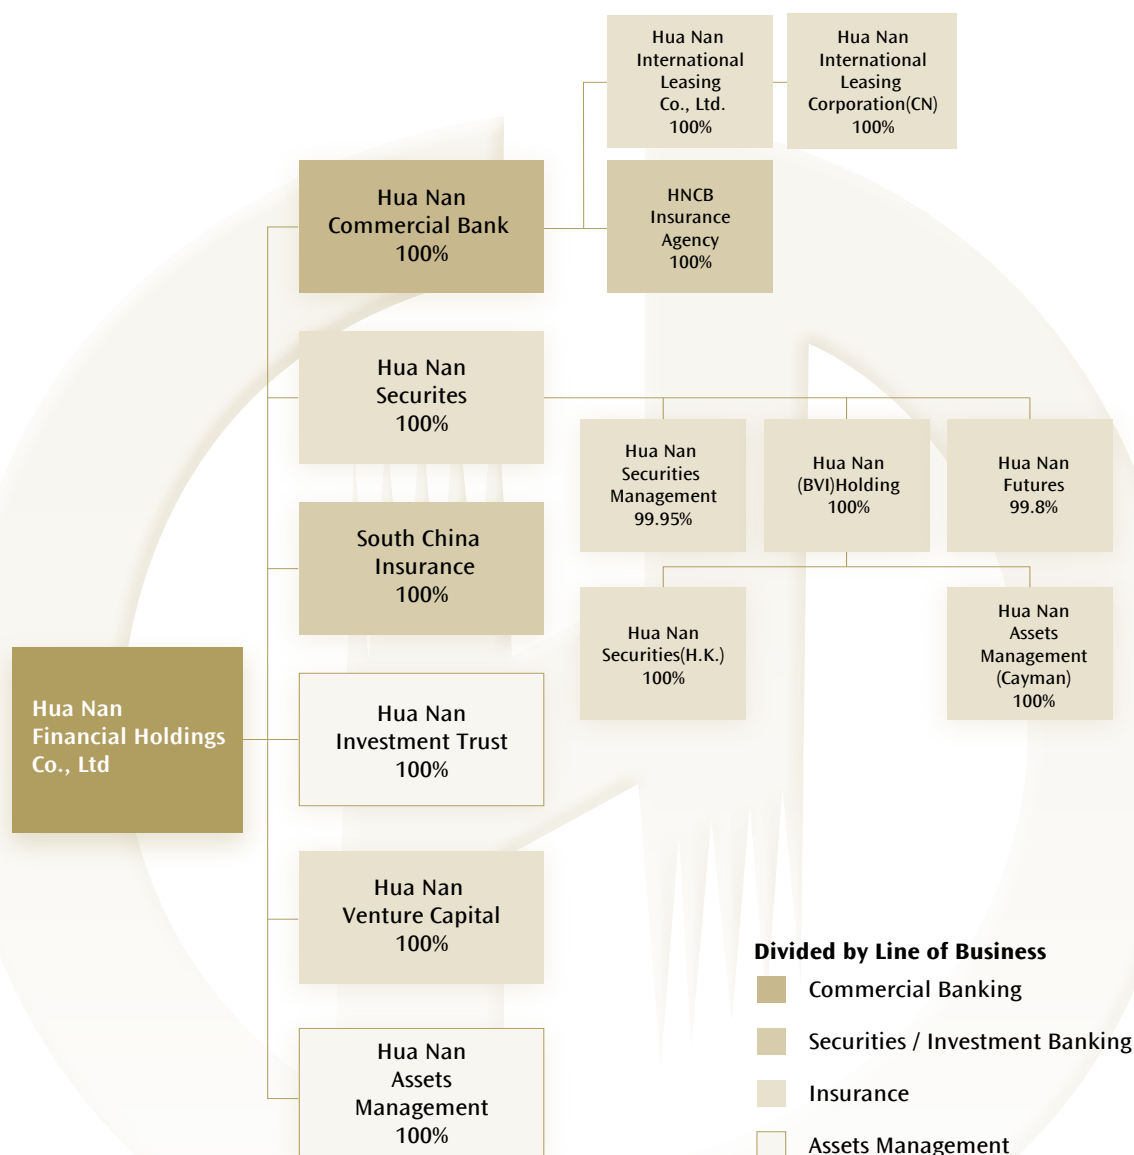 Hua Nan
International
Leasing
Co., Ltd.
100%
Hua Nan
International
Leasing
Corporation(CN)
100%
Hua Nan
Commercial Bank
100%
HNCB
Insurance
Agency
100%
Hua Nan
Securites
100%
Hua Nan
Securities
Management
99.95%
Hua Nan
(BVI)Holding
100%
Hua Nan
Futures
99.8%
South China
Insurance
100%
Hua Nan
Securities(H.K.)
100%
Hua Nan
Assets
Management
(Cayman)
100%
Hua Nan
Financial Holdings
Co., Ltd
Hua Nan
Investment Trust
100%
Hua Nan
Venture Capital
100%
Hua Nan
Assets
Management
100%
Divided by Line of Business
Commercial Banking
Securities / Investment Banking
Insurance
Assets Management